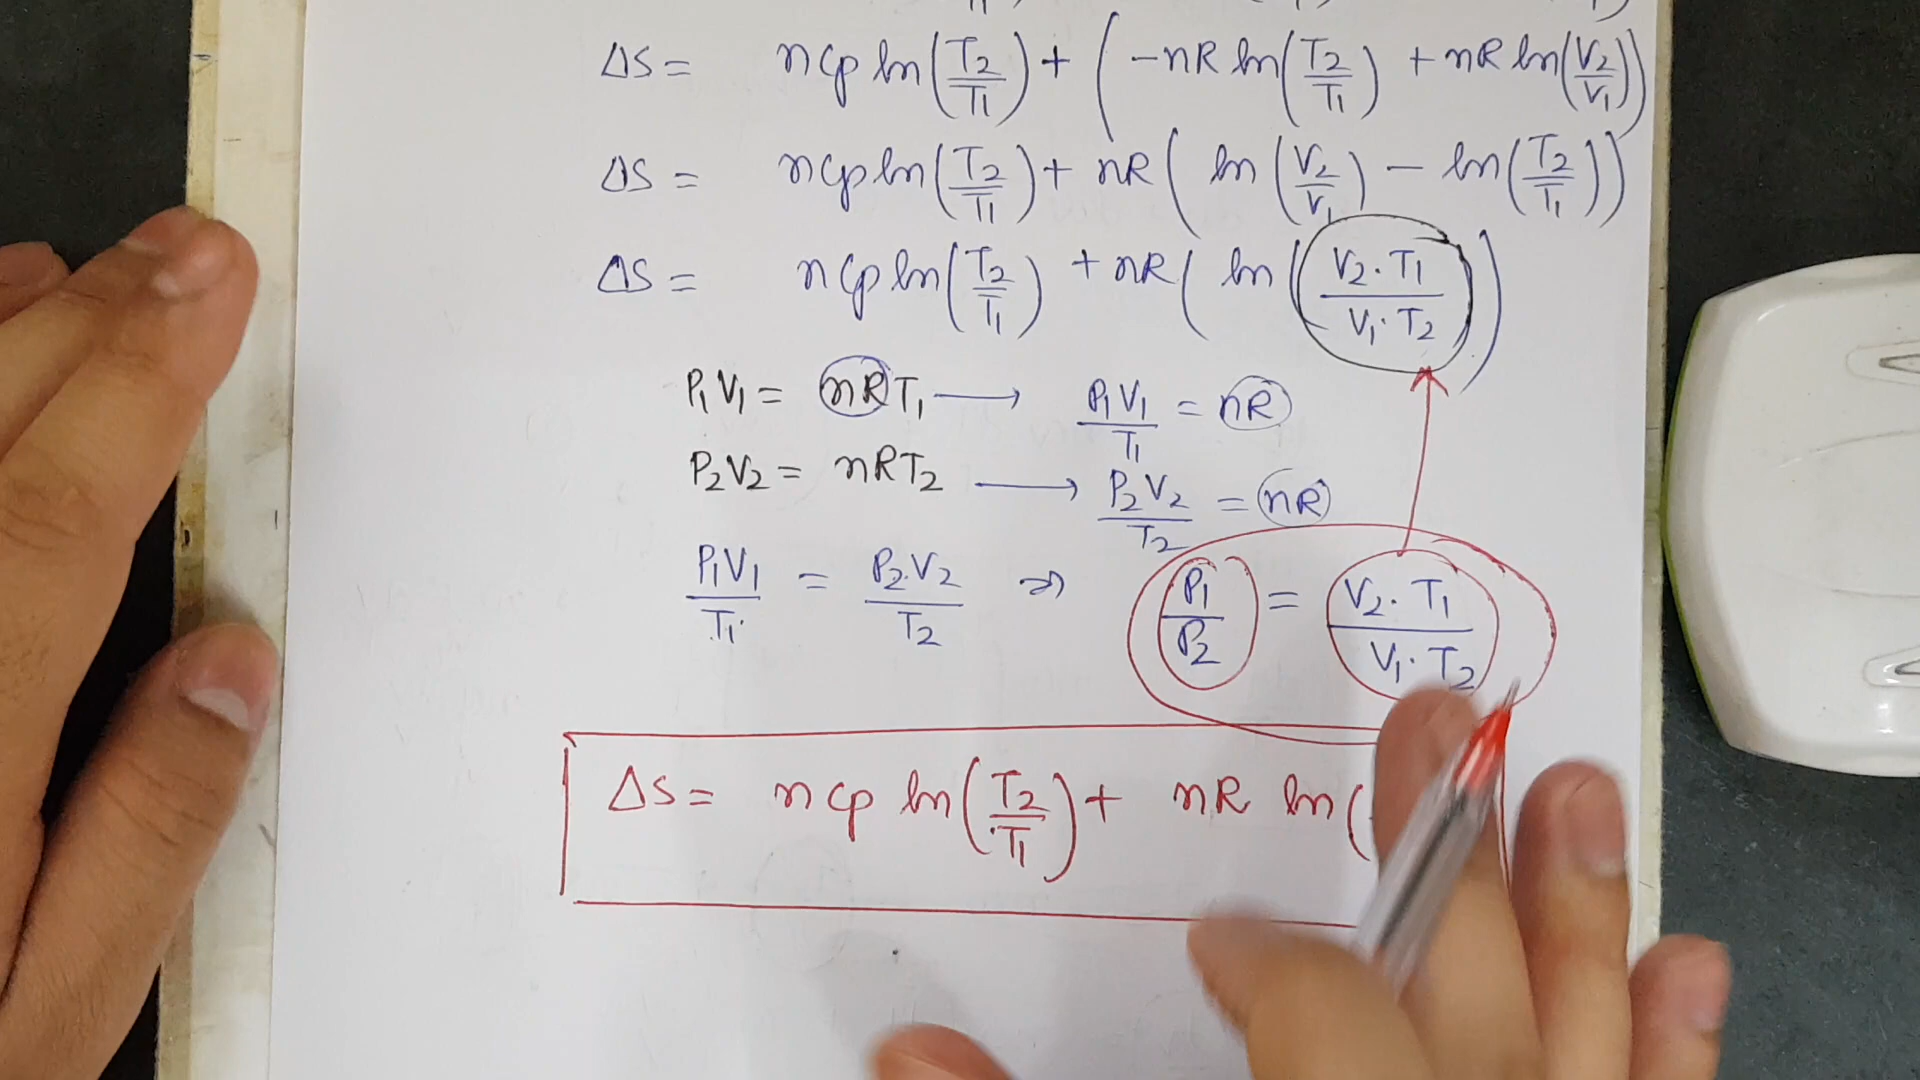 ΔS = nCp ln(T2/T1) + (-nR ln(T2/T1) + nR ln(V2/V1))
ΔS = nCp ln(T2/T1) + nR( ln(V2/V1) - ln(T2/T1))
ΔS = nCp ln(T2/T1) + nR( ln(V2.T1/V1.T2))
P1V1 = nRT1 → P1V1/T1 = nR
P2V2 = nRT2 → P2V2/T2 = nR
P1V1/T1 = P2.V2/T2 ⇒ P1/P2 = V2.T1/V1.T2
ΔS = nCp ln(T2/T1) + nR ln(